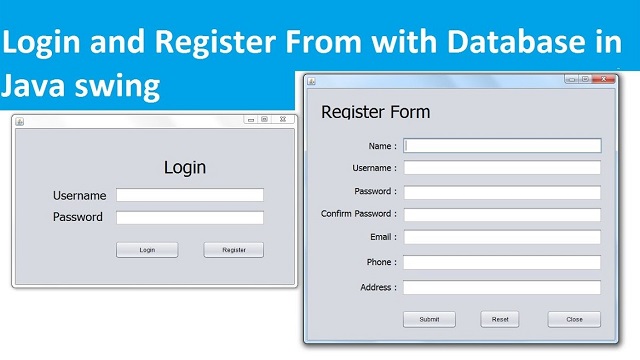 Login and Register From with Database in
Java swing
Login
Username
Password
Login Register
Register Form
Name :
Username :
Password :
Confirm Password :
Email :
Phone :
Address :
Submit Reset Close